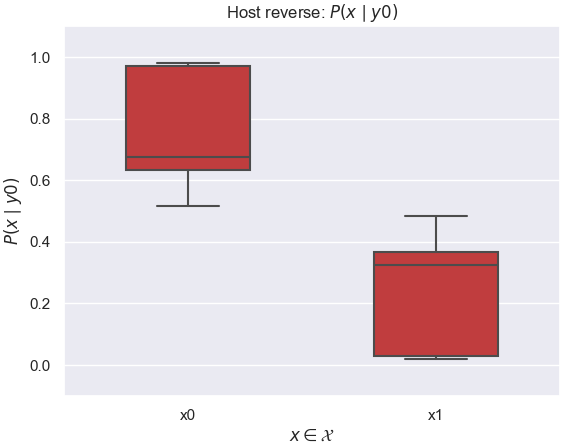 Host reverse: P(x | y0)
1.0
0.8
0.6
0.4
0.2
0.0
P(x | y0)
x0 x1
x ∈ 𝒳